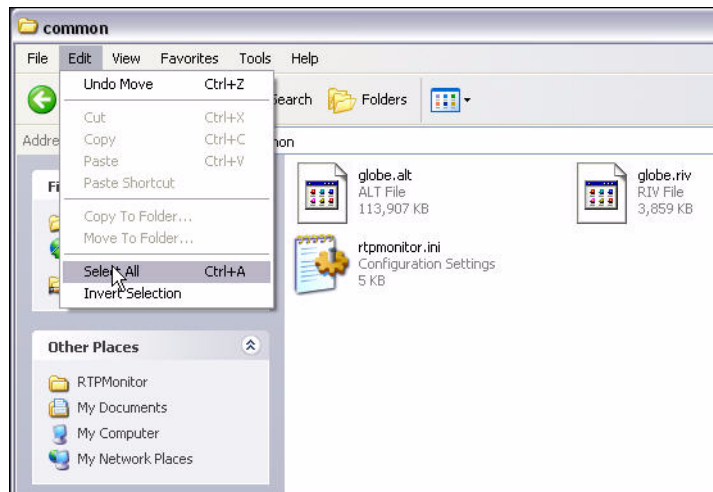 common
File Edit View Favorites Tools Help
Undo Move Ctrl+Z
Search Folders
Cut Ctrl+X
Copy Ctrl+C
Paste Ctrl+V
Paste Shortcut
Copy To Folder...
Move To Folder...
Select All Ctrl+A
Invert Selection
globe.alt
ALT File
113,907 KB
globe.riv
RIV File
3,859 KB
rtpmonitor.ini
Configuration Settings
5 KB
Other Places
RTPMonitor
My Documents
My Computer
My Network Places